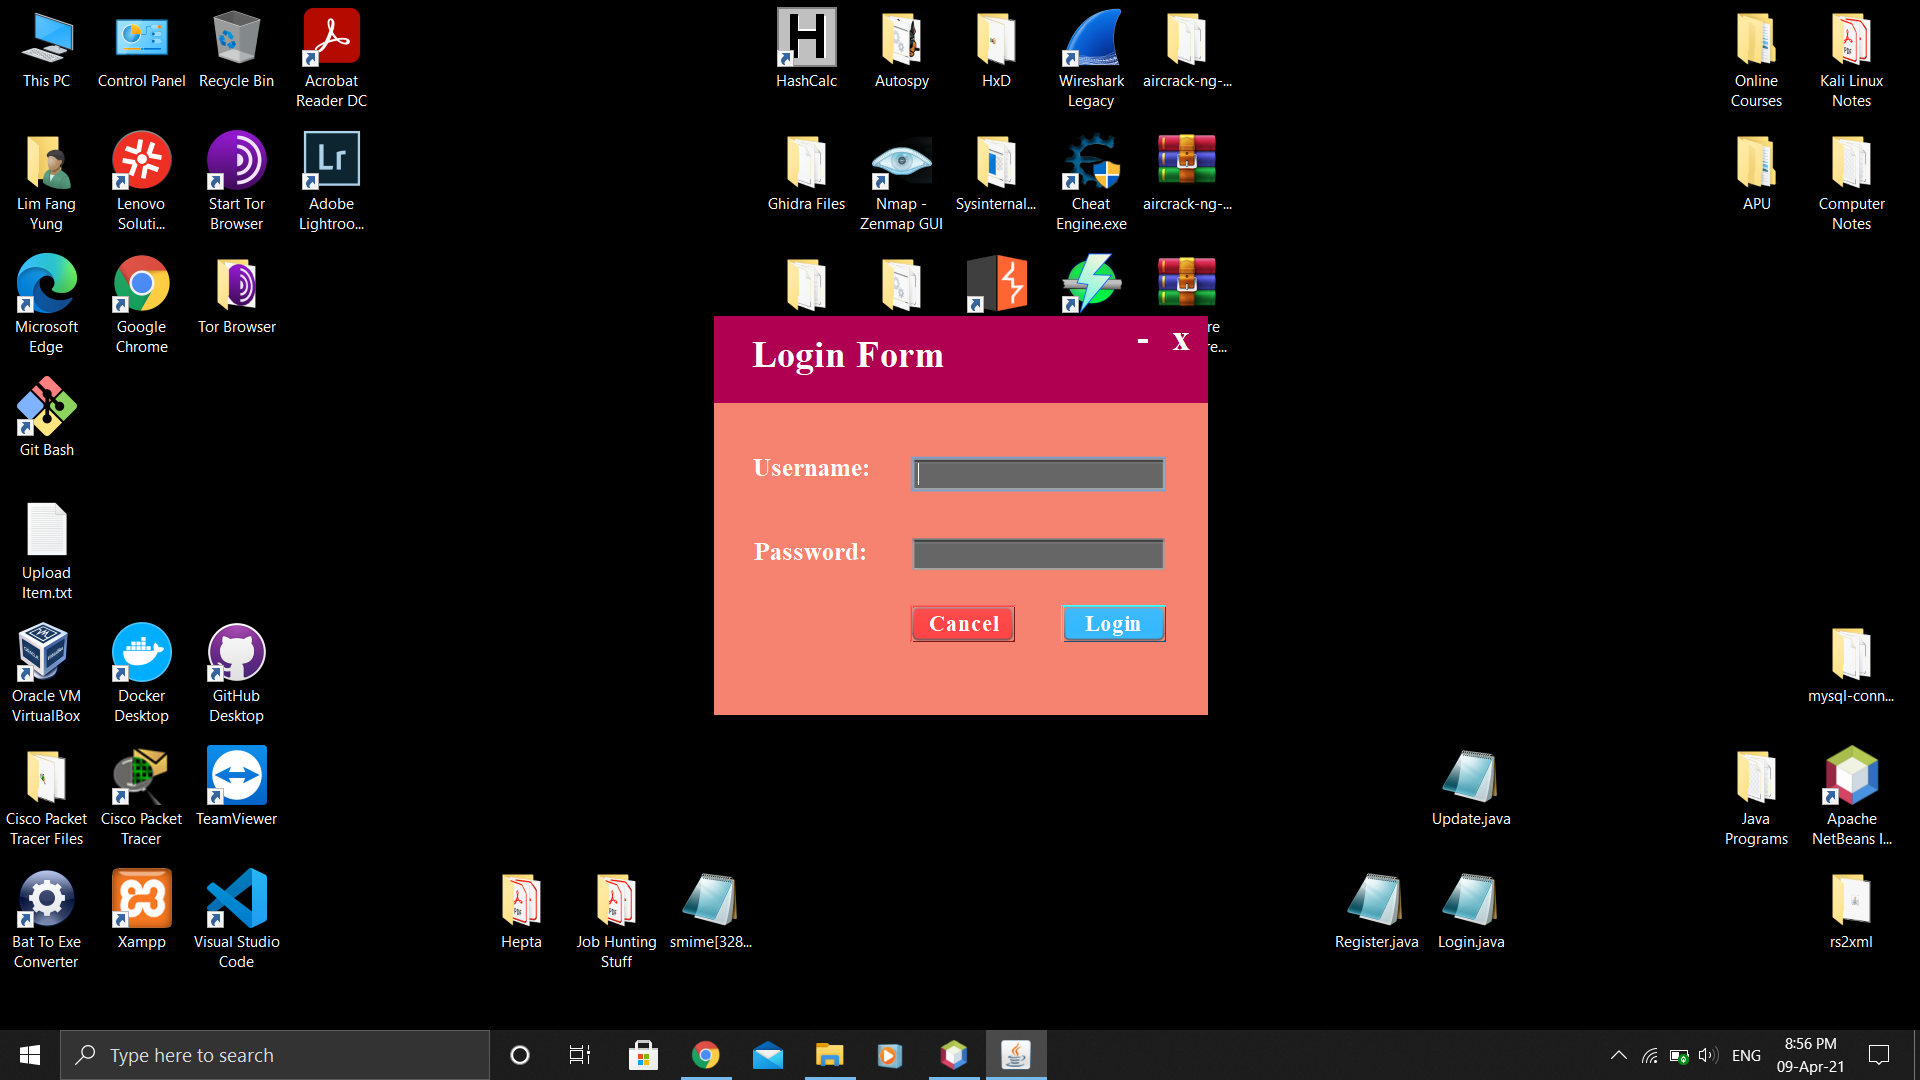 This PC
Control Panel
Recycle Bin
Acrobat
Reader DC
HashCalc
Autospy
HxD
Wireshark
Legacy
aircrack-ng-...
Online
Courses
Kali Linux
Notes
Lim Fang
Yung
Lenovo
Soluti...
Start Tor
Browser
Lr
Adobe
Lightroo...
Ghidra Files
Nmap -
Zenmap GUI
Sysinternal...
Cheat
Engine.exe
aircrack-ng-...
APU
Computer
Notes
Microsoft
Edge
Google
Chrome
Tor Browser
re
re...
Login Form
- x
Git Bash
Username:
Password:
Cancel
Login
Upload
Item.txt
Oracle VM
VirtualBox
Docker
Desktop
GitHub
Desktop
mysql-conn...
Cisco Packet
Tracer Files
Cisco Packet
Tracer
TeamViewer
Update.java
Java
Programs
Apache
NetBeans I...
Bat To Exe
Converter
Xampp
Visual Studio
Code
Hepta
Job Hunting
Stuff
smime[328...
Register.java
Login.java
rs2xml
Type here to search
ENG
8:56 PM
09-Apr-21